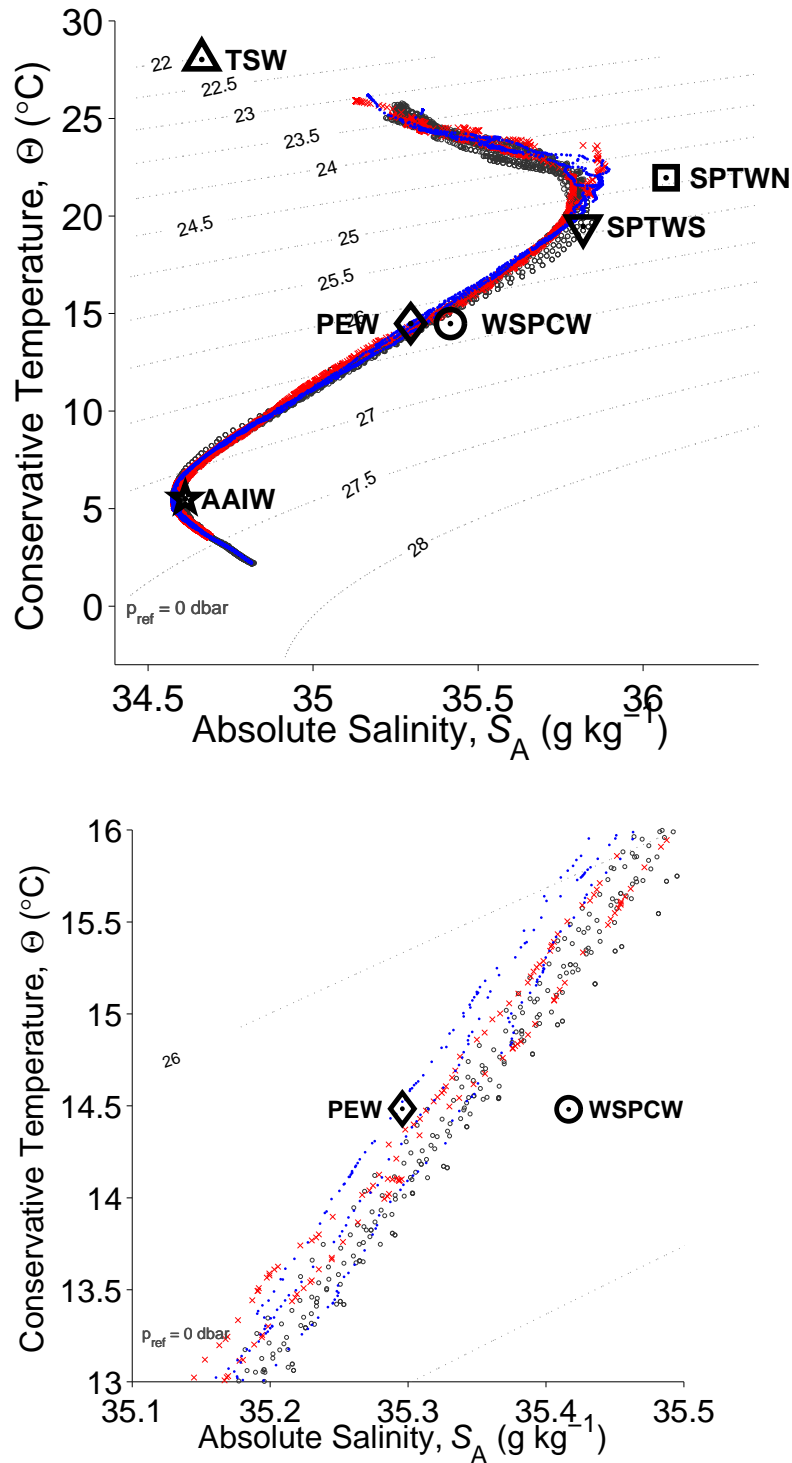 30
TSW
22
22.5
25
23
23.5
24
SPTWN
20
24.5
SPTWS
25
25.5
15
PEW
26
WSPCW
10
27
27.5
5
AAIW
28
0
p_ref = 0 dbar
34.5 35 35.5 36
Conservative Temperature, Θ (°C)
Absolute Salinity, S_A (g kg⁻¹)
16
15.5
15
26
14.5
PEW
WSPCW
14
13.5
p_ref = 0 dbar
13
35.1 35.2 35.3 35.4 35.5
Conservative Temperature, Θ (°C)
Absolute Salinity, S_A (g kg⁻¹)